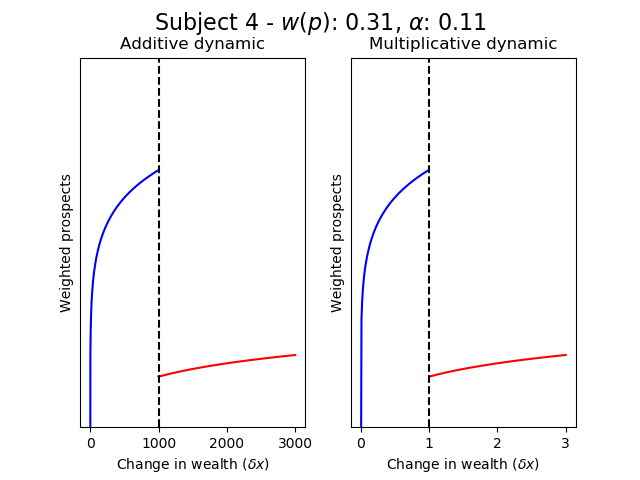 Subject 4 - w(p): 0.31, α: 0.11
Additive dynamic
Weighted prospects
0 1000 2000 3000
Change in wealth (δx)
Multiplicative dynamic
Weighted prospects
0 1 2 3
Change in wealth (δx)